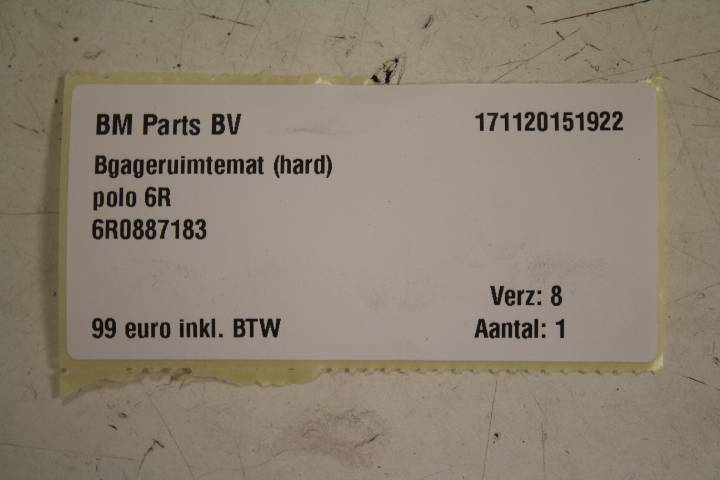 BM Parts BV 171120151922
Bgageruimtemat (hard)
polo 6R
6R0887183
Verz: 8
99 euro inkl. BTW Aantal: 1